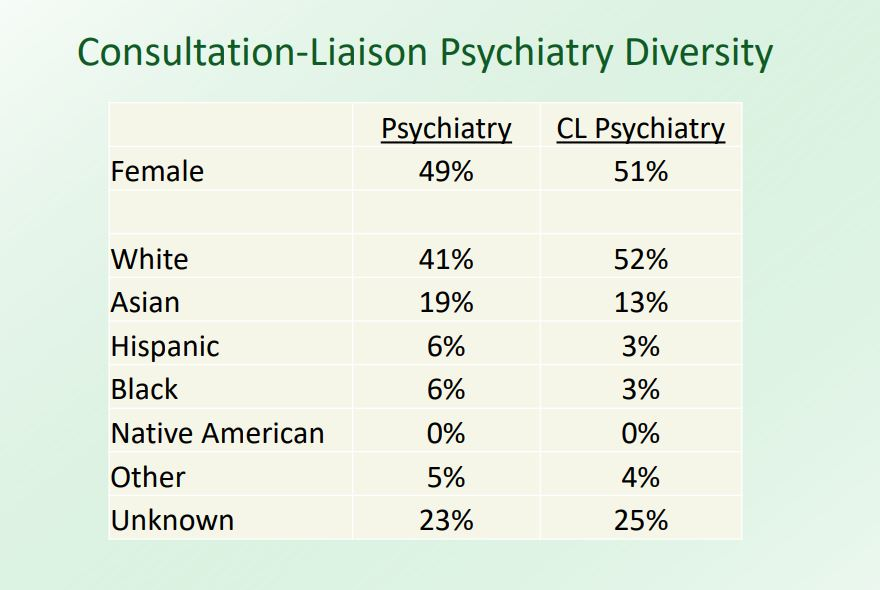 Consultation-Liaison Psychiatry Diversity
Psychiatry CL Psychiatry
Female 49% 51%
White 41% 52%
Asian 19% 13%
Hispanic 6% 3%
Black 6% 3%
Native American 0% 0%
Other 5% 4%
Unknown 23% 25%